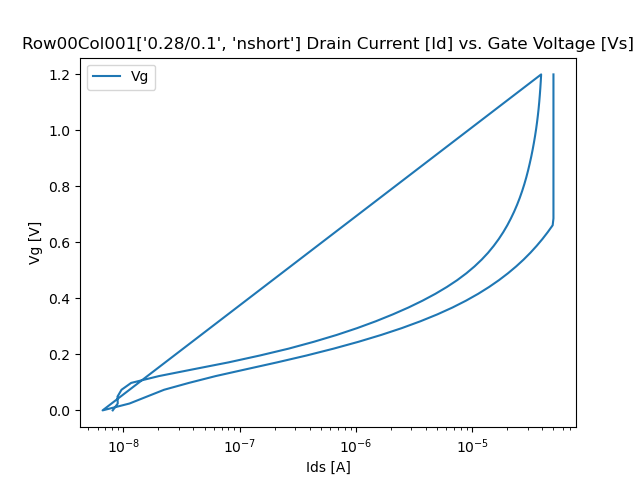 Row00Col001['0.28/0.1', 'nshort'] Drain Current [Id] vs. Gate Voltage [Vs]
Vg
1.2
1.0
0.8
0.6
0.4
0.2
0.0
Vg [V]
10⁻⁸ 10⁻⁷ 10⁻⁶ 10⁻⁵
Ids [A]